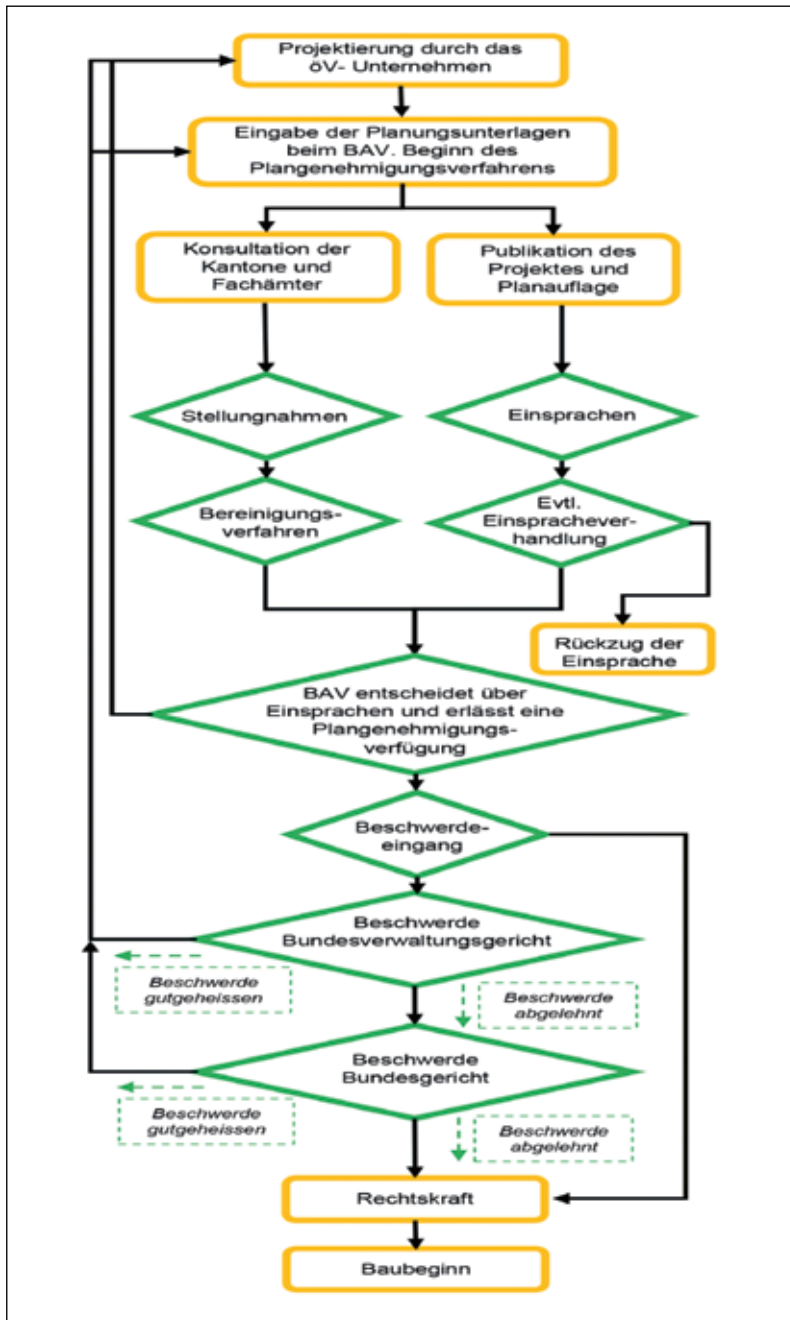 Projektierung durch das
öV- Unternehmen
Eingabe der Planungsunterlagen
beim BAV. Beginn des
Plangenehmigungsverfahrens
Konsultation der
Kantone und
Fachämter
Publikation des
Projektes und
Planauflage
Stellungnahmen
Einsprachen
Bereinigungs-
verfahren
Evtl.
Einsprachever-
handlung
Rückzug der
Einsprache
BAV entscheidet über
Einsprachen und erlässt eine
Plangenehmigungs-
verfügung
Beschwerde-
eingang
Beschwerde
Bundesverwaltungsgericht
Beschwerde
gutgeheissen
Beschwerde
abgelehnt
Beschwerde
Bundesgericht
Beschwerde
gutgeheissen
Beschwerde
abgelehnt
Rechtskraft
Baubeginn